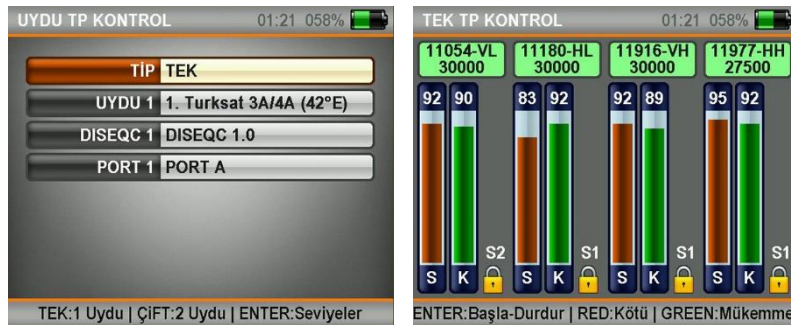 UYDU TP KONTROL 01:21 058%
TİP TEK
UYDU 1 1. Turksat 3A/4A (42°E)
DISEQC 1 DISEQC 1.0
PORT 1 PORT A
TEK:1 Uydu | ÇiFT:2 Uydu | ENTER:Seviyeler
TEK TP KONTROL 01:21 058%
11054-VL 11180-HL 11916-VH 11977-HH
30000 30000 30000 27500
92 90 83 92 92 89 95 92
S2 S1 S1 S1
S K S K S K S K
ENTER:Başla-Durdur | RED:Kötü | GREEN:Mükemme